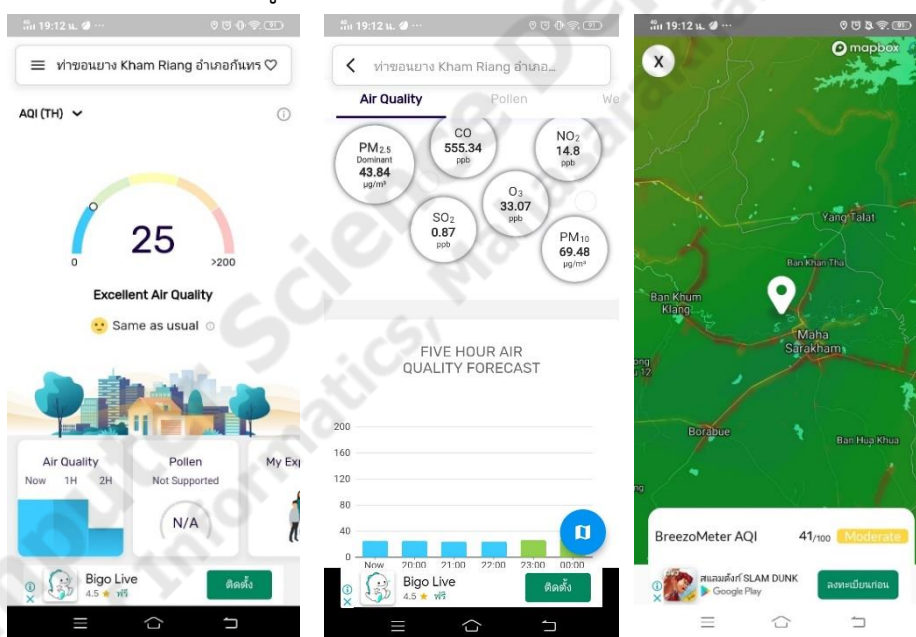 19:12 น.
91
ท่าขอนยาง Kham Riang อำเภอกันทร
AQI (TH)
25
0
>200
Excellent Air Quality
Same as usual
Air Quality
Now 1H 2H
Pollen
Not Supported
N/A
My Exp
Bigo Live
4.5 ★ ฟรี
ติดตั้ง
19:12 น.
91
ท่าขอนยาง Kham Riang อำเภอ...
Air Quality Pollen We
PM2.5
Dominant
43.84
µg/m³
CO
555.34
ppb
NO2
14.8
ppb
SO2
0.87
ppb
O3
33.07
ppb
PM10
69.48
µg/m³
FIVE HOUR AIR
QUALITY FORECAST
200
160
120
80
40
0
Now 20:00 21:00 22:00 23:00 00:00
Bigo Live
4.5 ★ ฟรี
ติดตั้ง
19:12 น.
91
X
mapbox
Yang Talat
Ban Khan Tha
Ban Khum
Klang
Maha
Sarakham
ong
12
Borabue
Ban Hua Khua
ng
BreezoMeter AQI 41/100 Moderate
สแลมดังก์ SLAM DUNK
Google Play
ลงทะเบียนก่อน